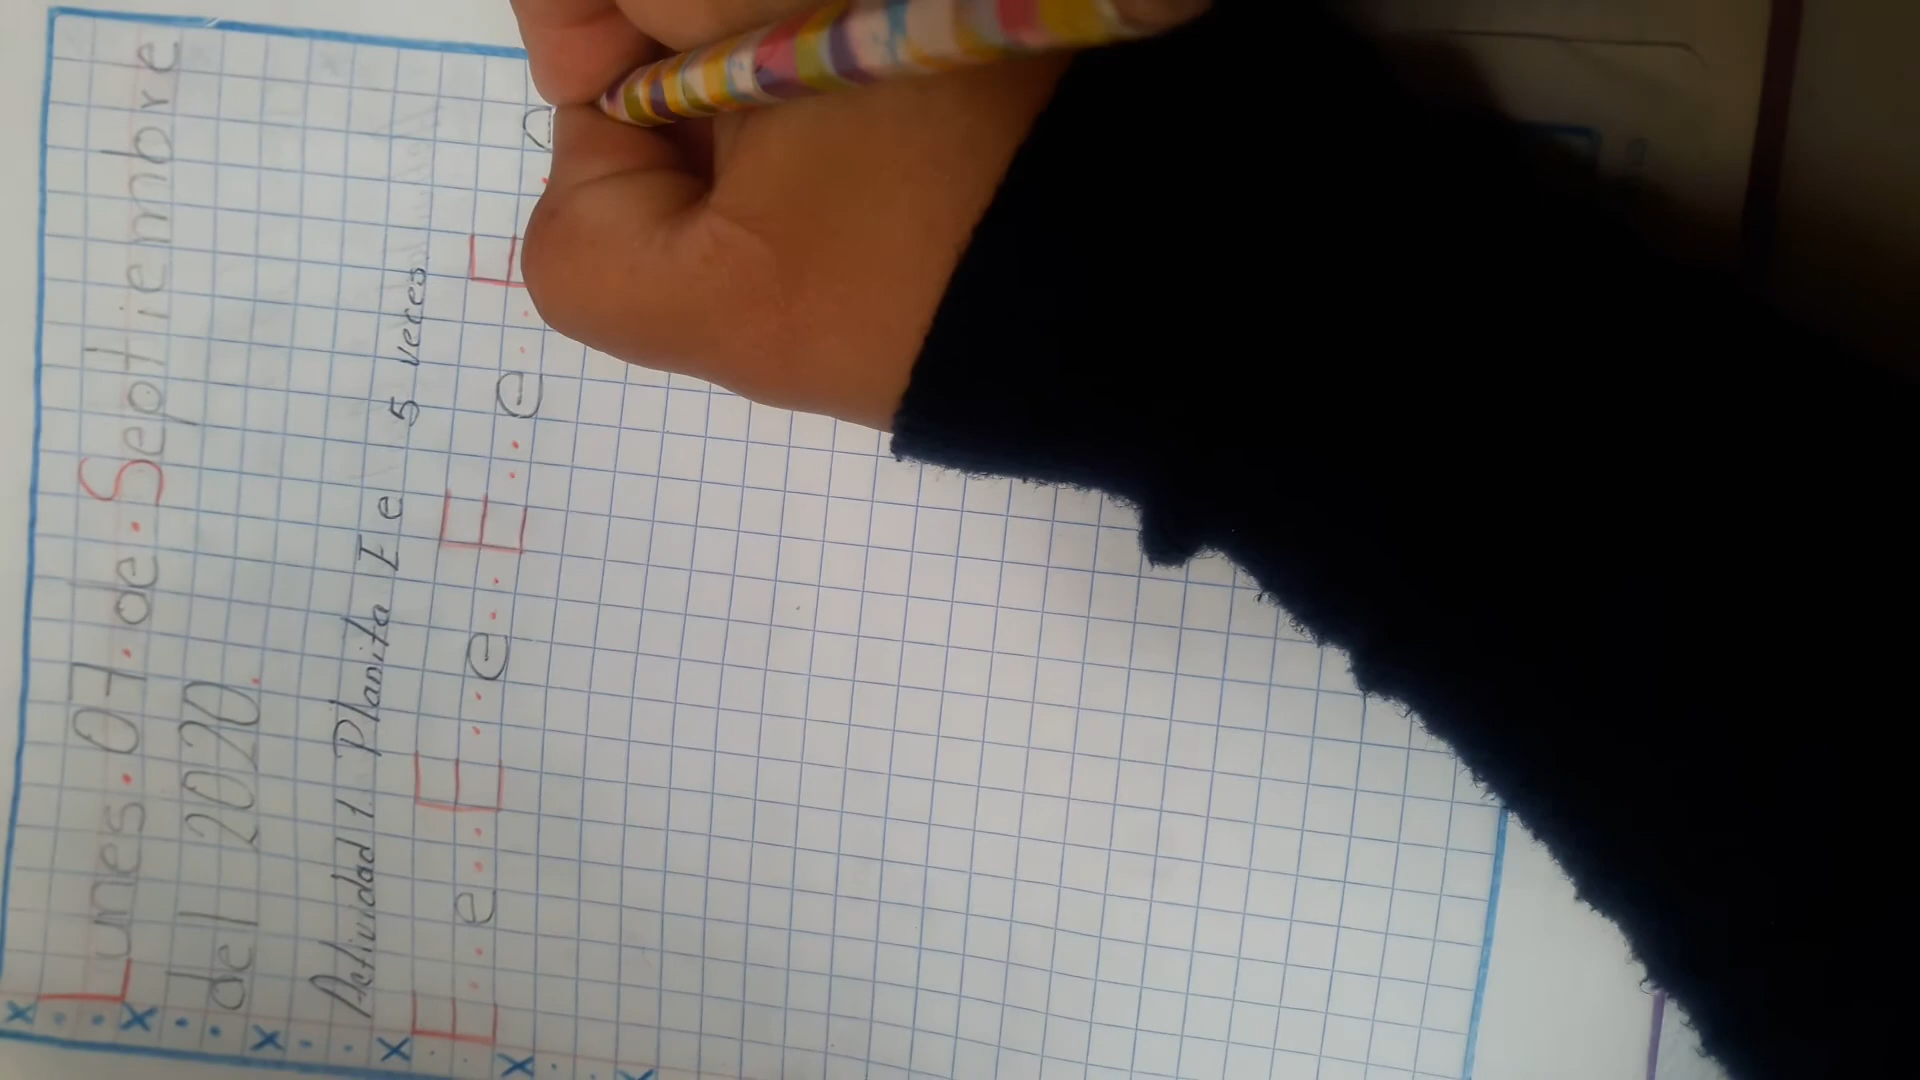 Lunes.07.de.Septiembre
del 2020.
Actividad 1. Planita E e 5 veces
E..e..E..e..E..e..E..e